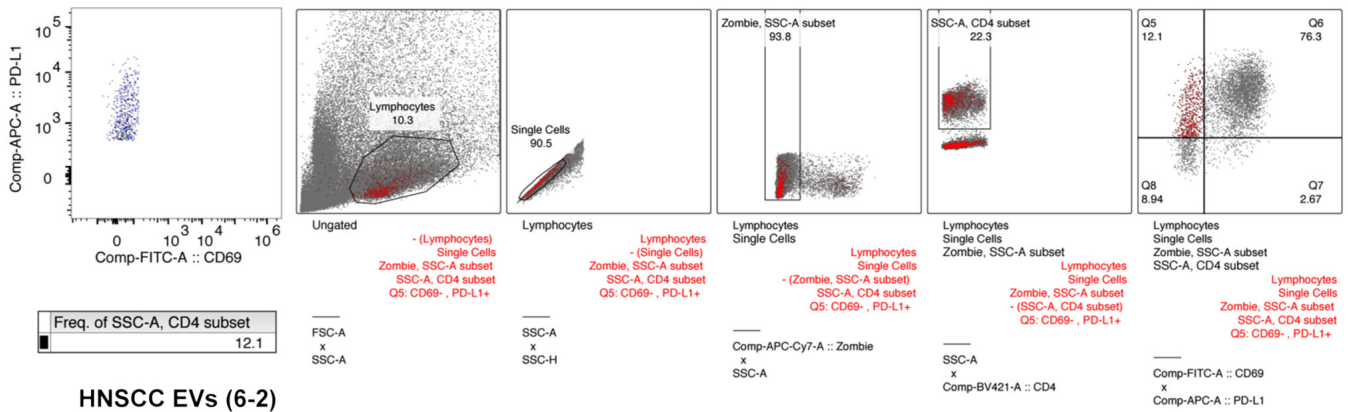 Comp-APC-A :: PD-L1
10^5
10^4
10^3
0
0
10^3
10^4
10^6
Comp-FITC-A :: CD69
Freq. of SSC-A, CD4 subset
12.1
HNSCC EVs (6-2)
Lymphocytes
10.3
Ungated
- (Lymphocytes)
Single Cells
Zombie, SSC-A subset
SSC-A, CD4 subset
Q5: CD69- , PD-L1+
FSC-A
x
SSC-A
Single Cells
90.5
Lymphocytes
Lymphocytes
- (Single Cells)
Zombie, SSC-A subset
SSC-A, CD4 subset
Q5: CD69- , PD-L1+
SSC-A
x
SSC-H
Zombie, SSC-A subset
93.8
Lymphocytes
Single Cells
Lymphocytes
Single Cells
- (Zombie, SSC-A subset)
SSC-A, CD4 subset
Q5: CD69- , PD-L1+
Comp-APC-Cy7-A :: Zombie
x
SSC-A
SSC-A, CD4 subset
22.3
Lymphocytes
Single Cells
Zombie, SSC-A subset
Lymphocytes
Single Cells
Zombie, SSC-A subset
- (SSC-A, CD4 subset)
Q5: CD69- , PD-L1+
SSC-A
x
Comp-BV421-A :: CD4
Q5
12.1
Q6
76.3
Q8
8.94
Q7
2.67
Lymphocytes
Single Cells
Zombie, SSC-A subset
SSC-A, CD4 subset
Lymphocytes
Single Cells
Zombie, SSC-A subset
SSC-A, CD4 subset
Q5: CD69- , PD-L1+
Comp-FITC-A :: CD69
x
Comp-APC-A :: PD-L1